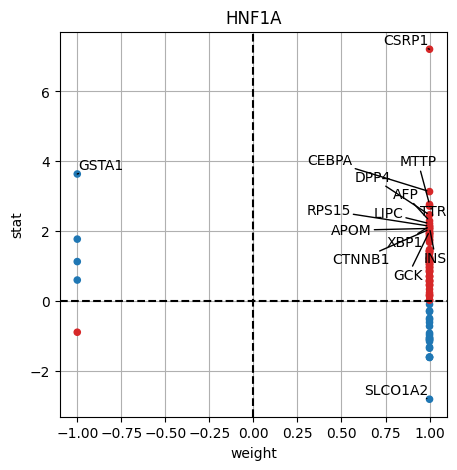 HNF1A
CSRP1
CEBPA
MTTP
GSTA1
DPP4
AFP
RPS15
LIPC
TTR
APOM
XBP1
CTNNB1
INS
GCK
SLCO1A2
6
4
2
0
−2
stat
−1.00
−0.75
−0.50
−0.25
0.00
0.25
0.50
0.75
1.00
weight